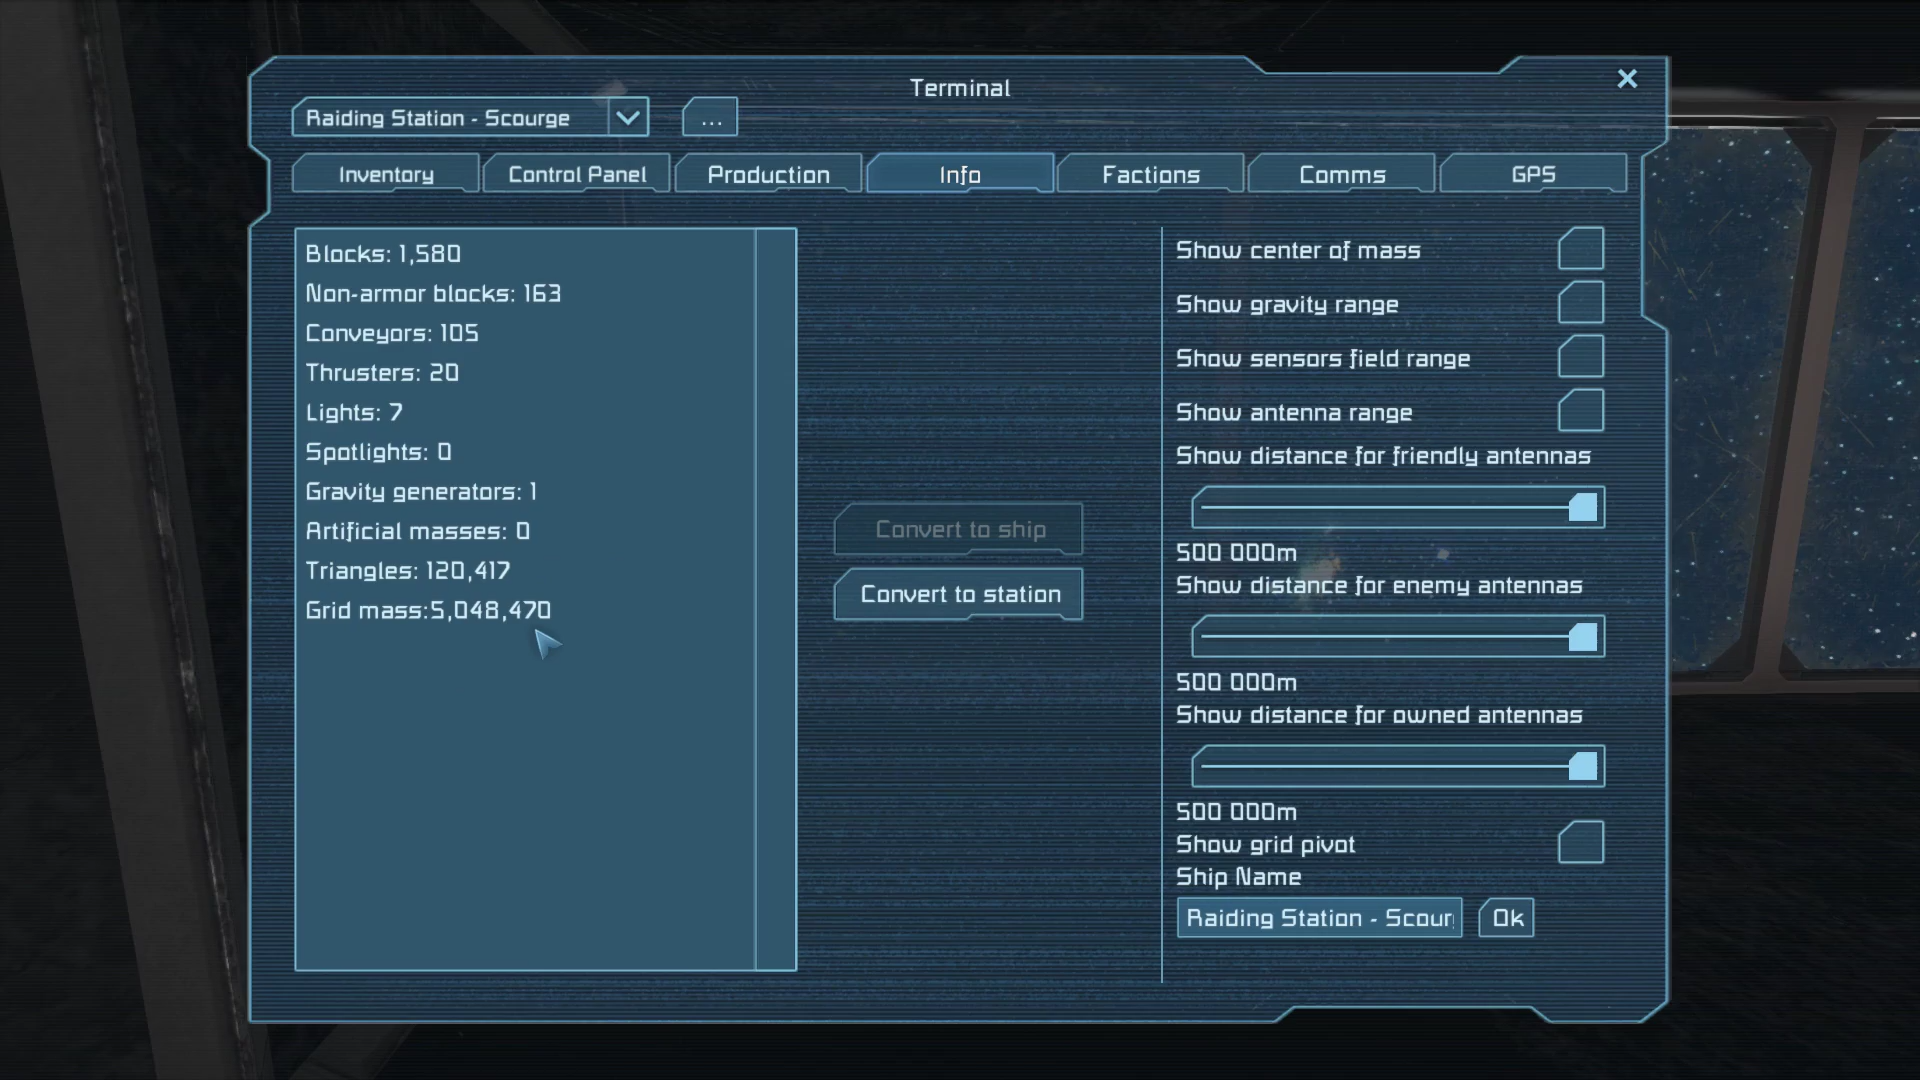 Terminal
Raiding Station - Scourge
...
Inventory
Control Panel
Production
Info
Factions
Comms
GPS
Blocks: 1,580
Non-armor blocks: 163
Conveyors: 105
Thrusters: 20
Lights: 7
Spotlights: 0
Gravity generators: 1
Artificial masses: 0
Triangles: 120,417
Grid mass:5,048,470
Convert to ship
Convert to station
Show center of mass
Show gravity range
Show sensors field range
Show antenna range
Show distance for friendly antennas
500 000m
Show distance for enemy antennas
500 000m
Show distance for owned antennas
500 000m
Show grid pivot
Ship Name
Raiding Station - Scour
Ok